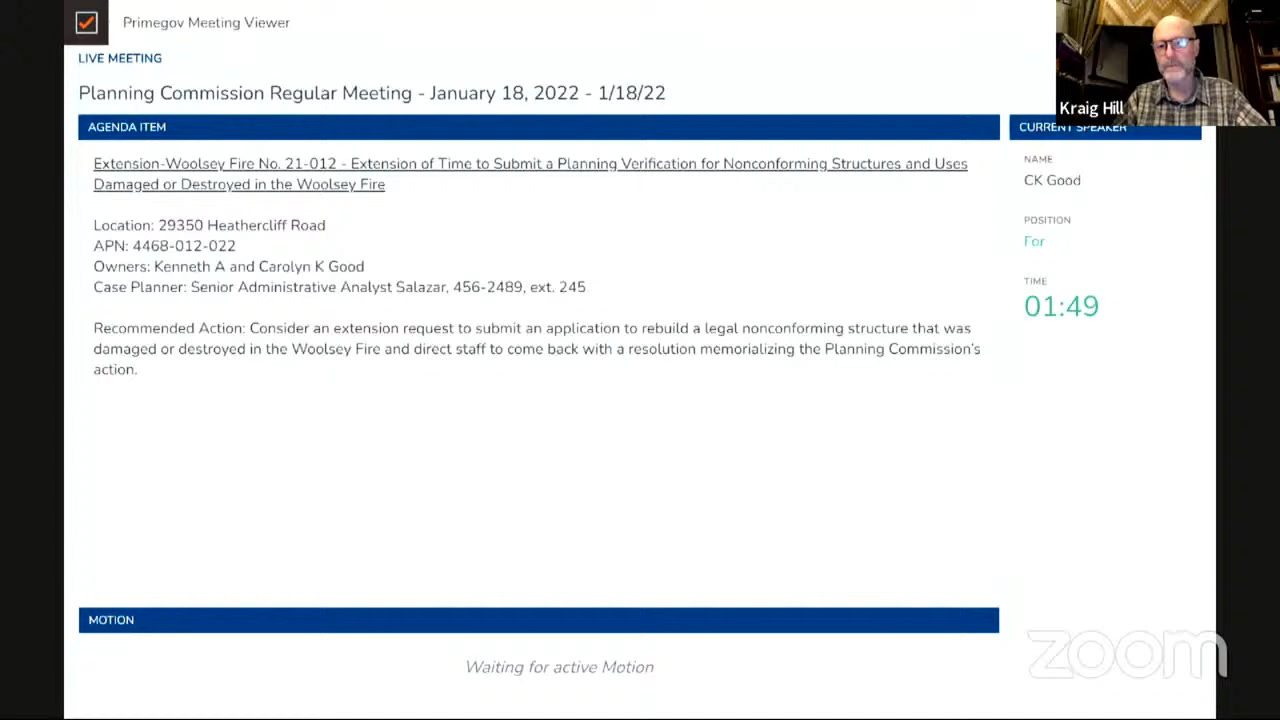 Primegov Meeting Viewer
LIVE MEETING
Planning Commission Regular Meeting - January 18, 2022 - 1/18/22
Kraig Hill
AGENDA ITEM
Extension-Woolsey Fire No. 21-012 - Extension of Time to Submit a Planning Verification for Nonconforming Structures and Uses
Damaged or Destroyed in the Woolsey Fire
Location: 29350 Heathercliff Road
APN: 4468-012-022
Owners: Kenneth A and Carolyn K Good
Case Planner: Senior Administrative Analyst Salazar, 456-2489, ext. 245
Recommended Action: Consider an extension request to submit an application to rebuild a legal nonconforming structure that was
damaged or destroyed in the Woolsey Fire and direct staff to come back with a resolution memorializing the Planning Commission's
action.
CURRENT SPEAKER
NAME
CK Good
POSITION
For
TIME
01:49
MOTION
Waiting for active Motion
zoom